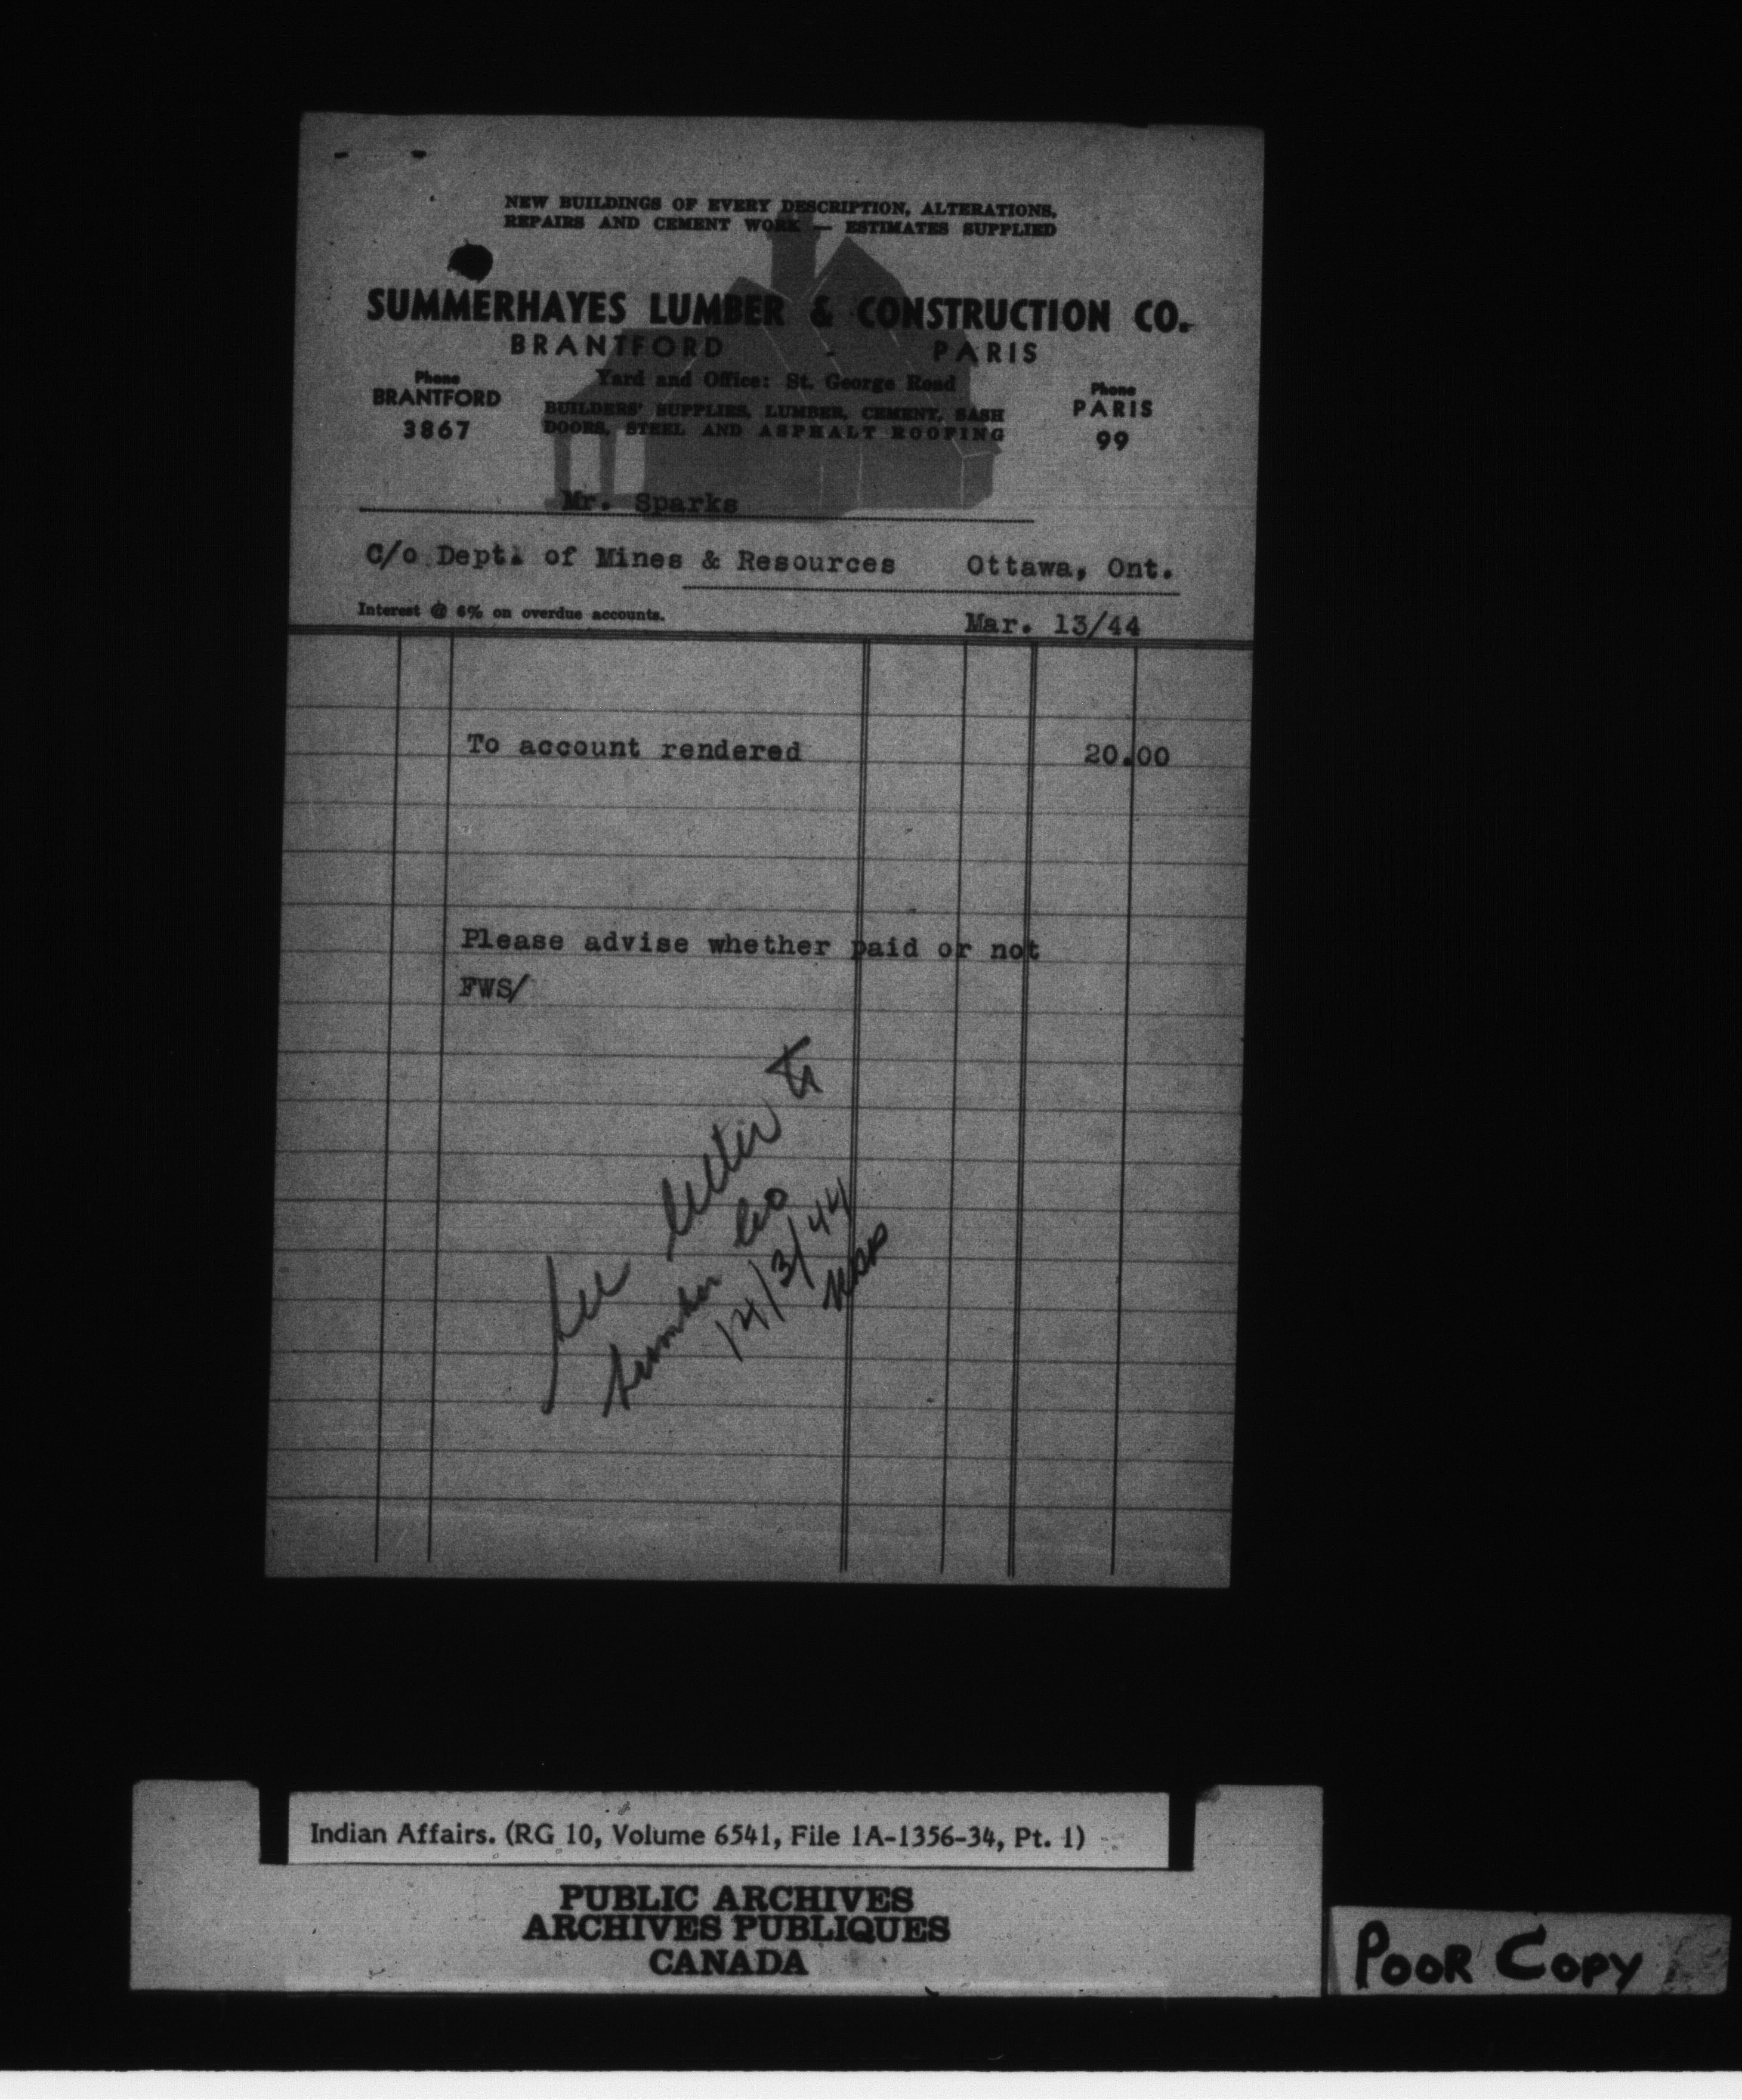 NEW BUILDINGS OF EVERY DESCRIPTION, ALTERATIONS,
REPAIRS AND CEMENT WORK — ESTIMATES SUPPLIED
SUMMERHAYES LUMBER & CONSTRUCTION CO.
BRANTFORD - PARIS
Yard and Office: St. George Road
Phone
BRANTFORD
3867
BUILDERS' SUPPLIES, LUMBER, CEMENT, SASH
DOORS, STEEL AND ASPHALT ROOFING
Phone
PARIS
99
Mr. Sparks
C/o Dept. of Mines & Resources Ottawa, Ont.
Interest @ 6% on overdue accounts.
Mar. 13/44
To account rendered 20.00
Please advise whether paid or not
FWS/
See letter to
Lumber Co
14/3/44
Indian Affairs. (RG 10, Volume 6541, File 1A-1356-34, Pt. 1)
PUBLIC ARCHIVES
ARCHIVES PUBLIQUES
CANADA
POOR COPY